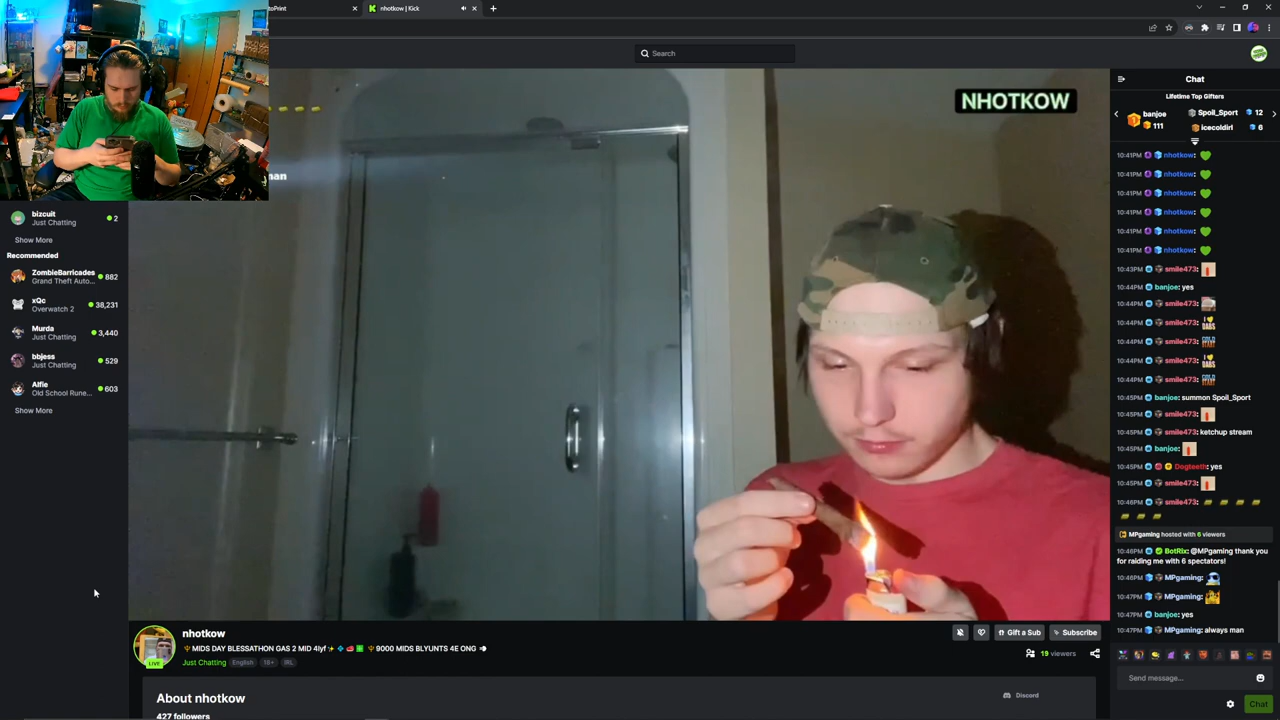 toPrint
nhotkow | Kick
Search
NHOTKOW
man
bizcuit
Just Chatting
2
Show More
Recommended
ZombieBarricades
Grand Theft Auto...
882
xQc
Overwatch 2
38,231
Murda
Just Chatting
3,440
bbjess
Just Chatting
529
Alfie
Old School Rune...
603
Show More
LIVE
nhotkow
MIDS DAY BLESSATHON GAS 2 MID 4lyf 9000 MIDS BLYUNTS 4E ONG
Just Chatting English 18+ IRL
Gift a Sub
Subscribe
19 viewers
About nhotkow
427 followers
Discord
Chat
Lifetime Top Gifters
banjoe
111
Spoil_Sport 12
icecoldirl 6
10:41PM nhotkow:
10:41PM nhotkow:
10:41PM nhotkow:
10:41PM nhotkow:
10:41PM nhotkow:
10:41PM nhotkow:
10:43PM smile473:
10:44PM banjoe: yes
10:44PM smile473:
10:44PM smile473: I DABS
10:44PM smile473:
10:44PM smile473: I DABS
10:44PM smile473:
10:45PM banjoe: summon Spoil_Sport
10:45PM smile473:
10:45PM smile473: ketchup stream
10:45PM banjoe:
10:45PM Dogteeth: yes
10:45PM smile473:
10:46PM smile473:
MPgaming hosted with 6 viewers
10:46PM BotRix: @MPgaming thank you
for raiding me with 6 spectators!
10:46PM MPgaming:
10:47PM MPgaming:
10:47PM banjoe: yes
10:47PM MPgaming: always man
Send message...
Chat